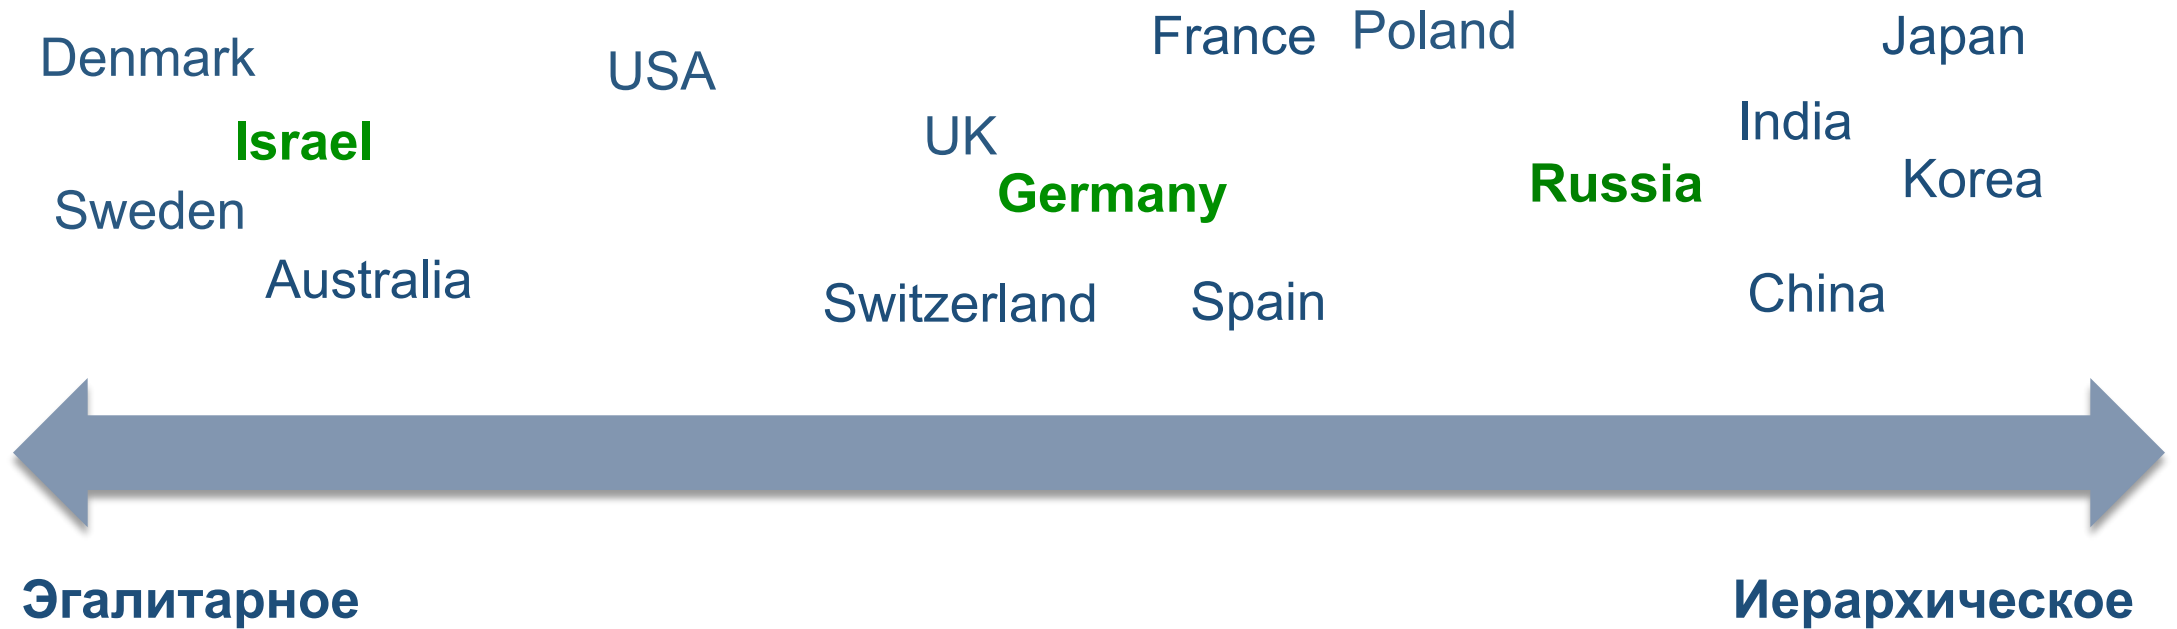 France Poland Japan
Denmark USA
India
UK
Israel
Korea
Russia
Germany
Sweden
Australia
China
Switzerland Spain
Эгалитарное Иерархическое